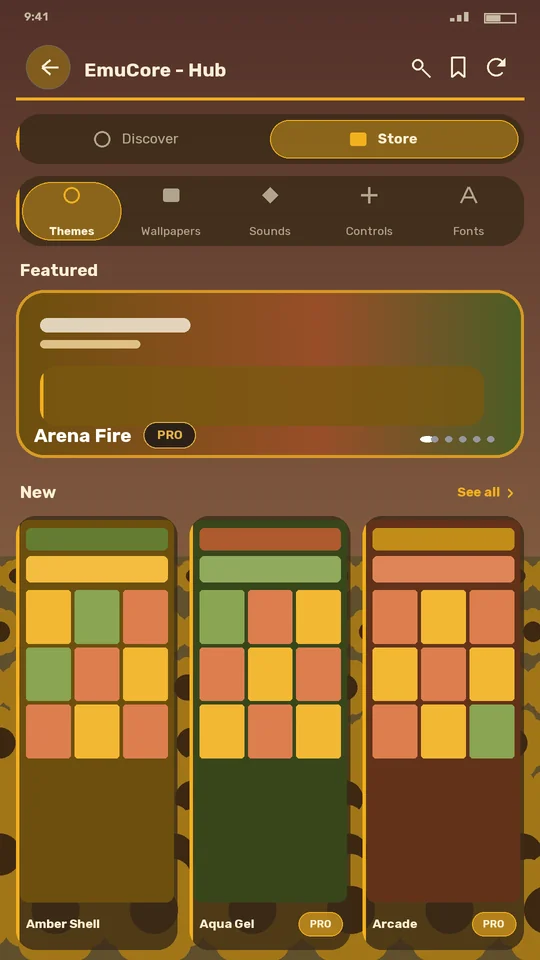 9:41
EmuCore - Hub
Discover
Store
Themes
Wallpapers
Sounds
Controls
Fonts
Featured
Arena Fire
PRO
New
See all
Amber Shell
Aqua Gel
PRO
Arcade
PRO